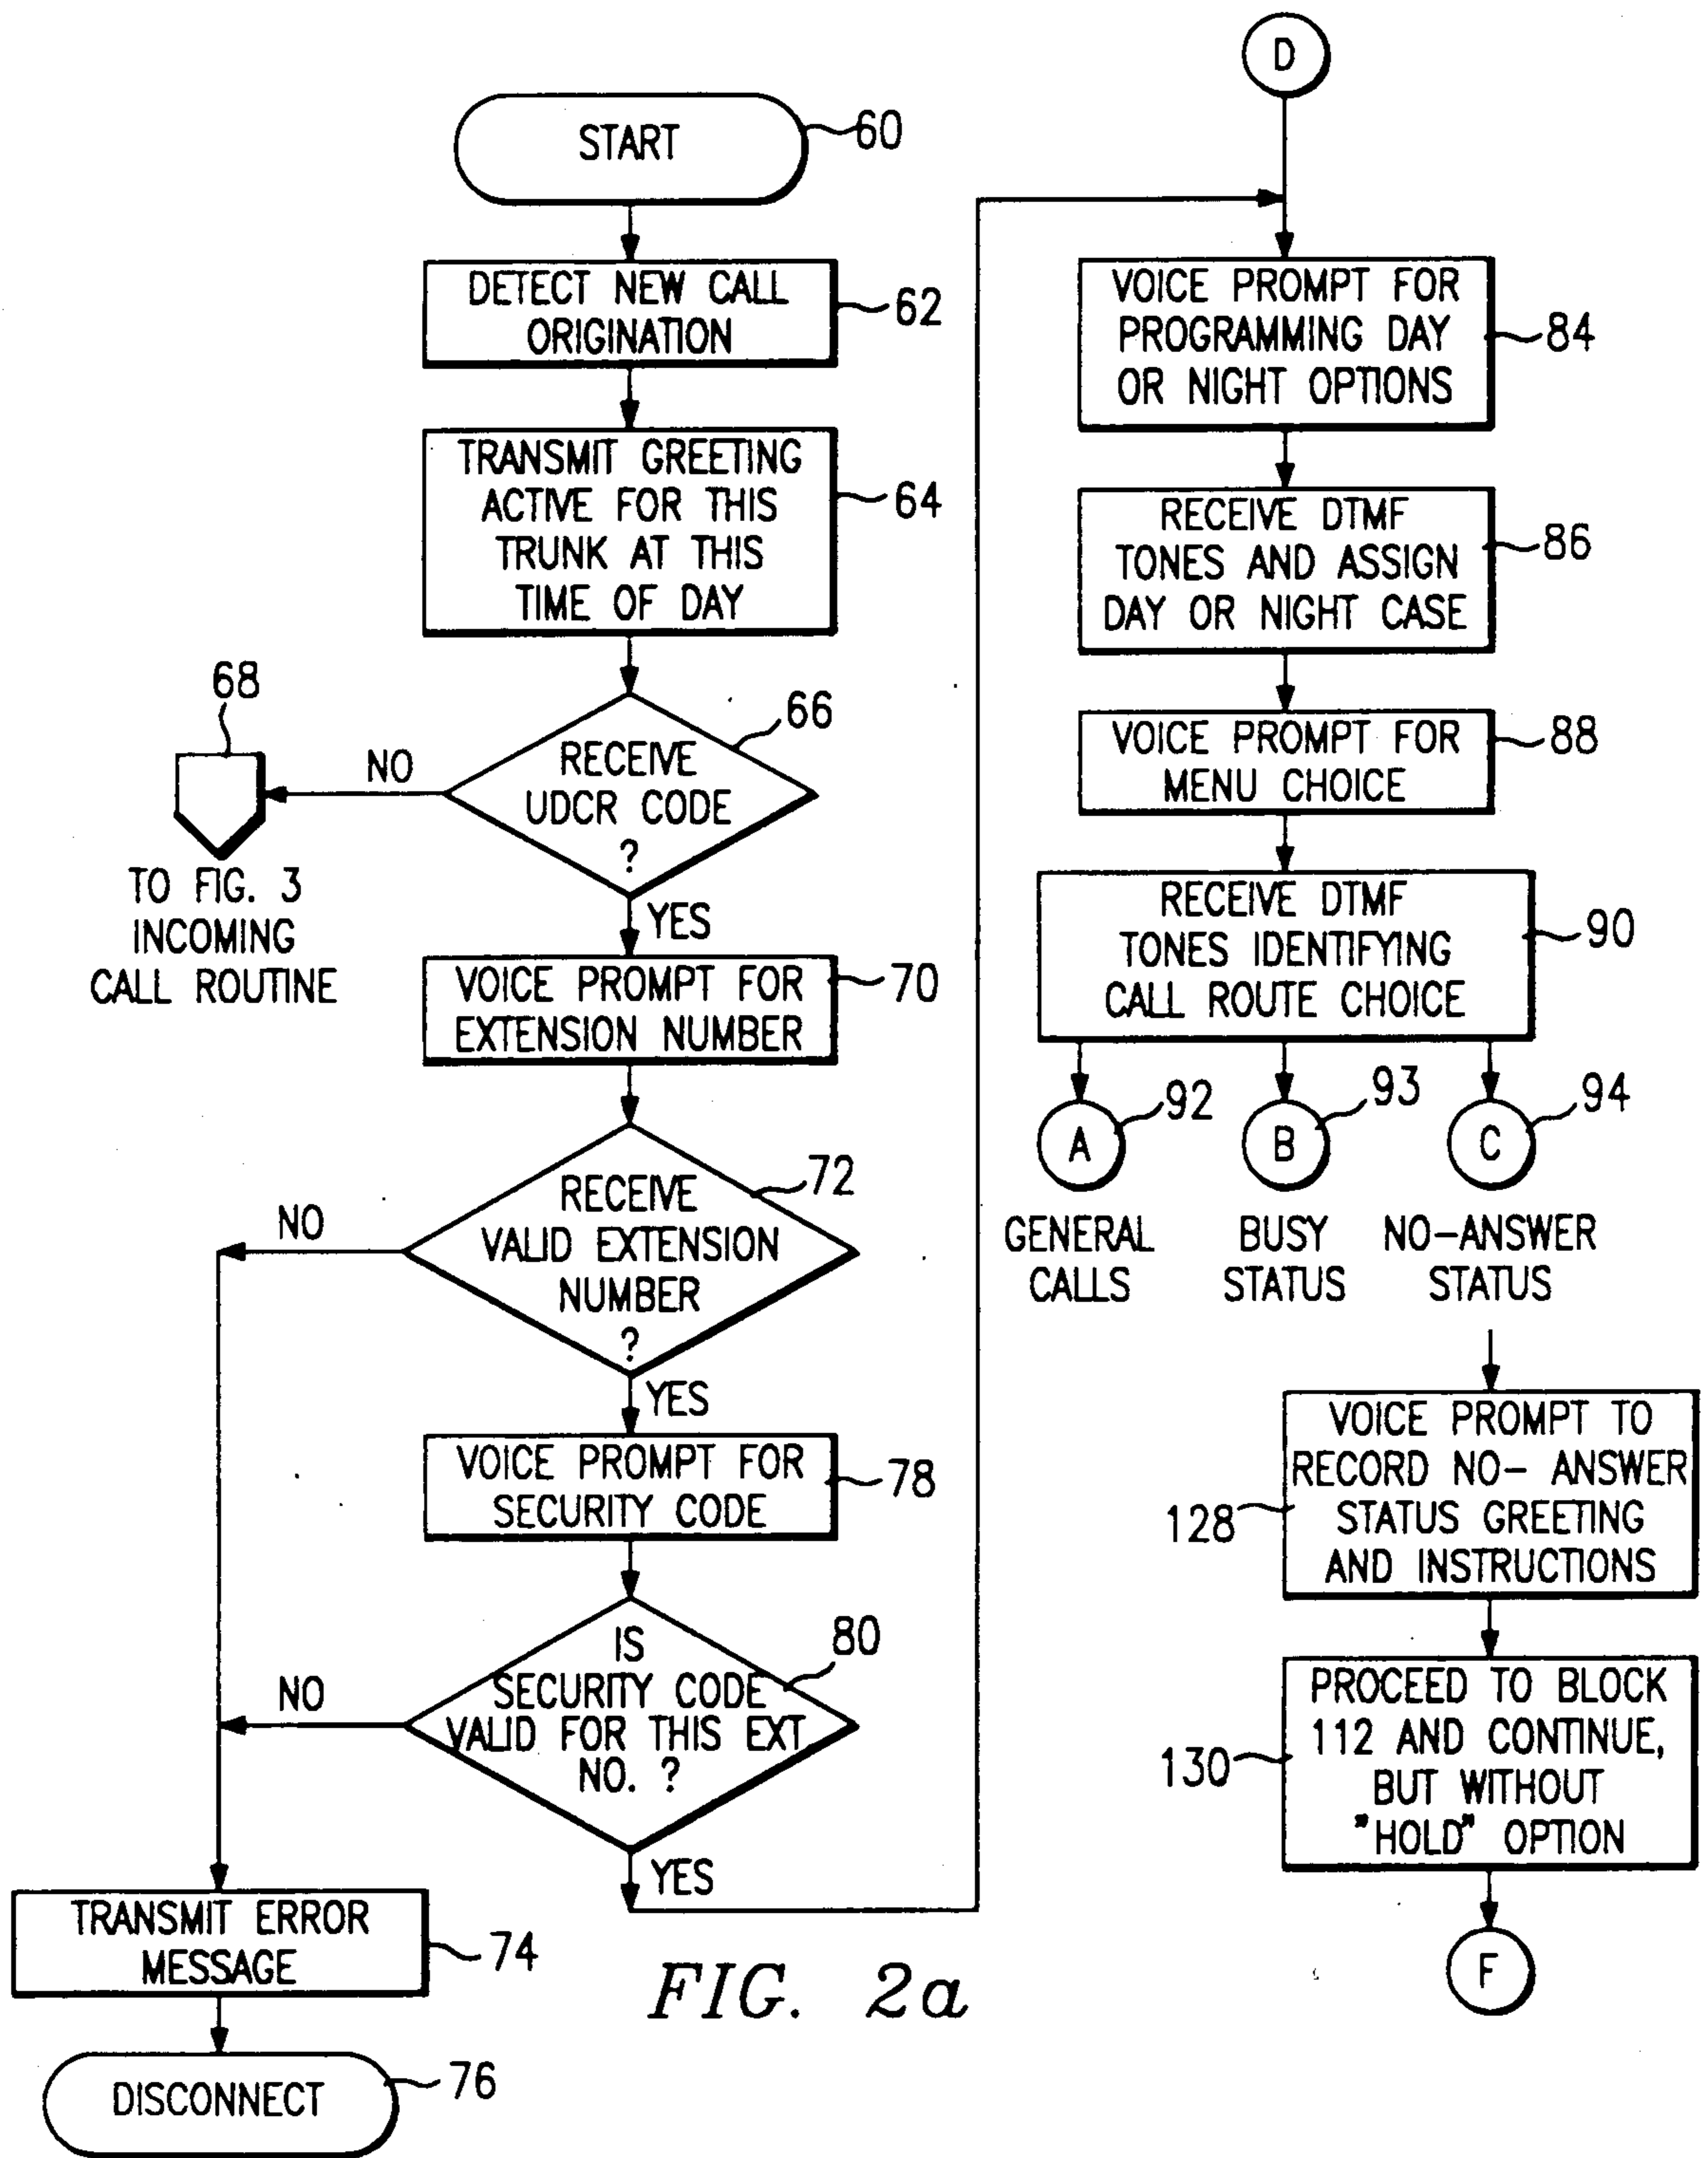 START
60
DETECT NEW CALL
ORIGINATION
62
TRANSMIT GREETING
ACTIVE FOR THIS
TRUNK AT THIS
TIME OF DAY
64
RECEIVE
UDCR CODE
?
66
NO
68
TO FIG. 3
INCOMING
CALL ROUTINE
YES
VOICE PROMPT FOR
EXTENSION NUMBER
70
RECEIVE
VALID EXTENSION
NUMBER
?
72
NO
YES
VOICE PROMPT FOR
SECURITY CODE
78
IS
SECURITY CODE
VALID FOR THIS EXT
NO. ?
80
NO
YES
TRANSMIT ERROR
MESSAGE
74
DISCONNECT
76
D
VOICE PROMPT FOR
PROGRAMMING DAY
OR NIGHT OPTIONS
84
RECEIVE DTMF
TONES AND ASSIGN
DAY OR NIGHT CASE
86
VOICE PROMPT FOR
MENU CHOICE
88
RECEIVE DTMF
TONES IDENTIFYING
CALL ROUTE CHOICE
90
A
92
B
93
C
94
GENERAL
CALLS
BUSY
STATUS
NO-ANSWER
STATUS
VOICE PROMPT TO
RECORD NO- ANSWER
STATUS GREETING
AND INSTRUCTIONS
128
PROCEED TO BLOCK
112 AND CONTINUE,
BUT WITHOUT
"HOLD" OPTION
130
F
FIG. 2a